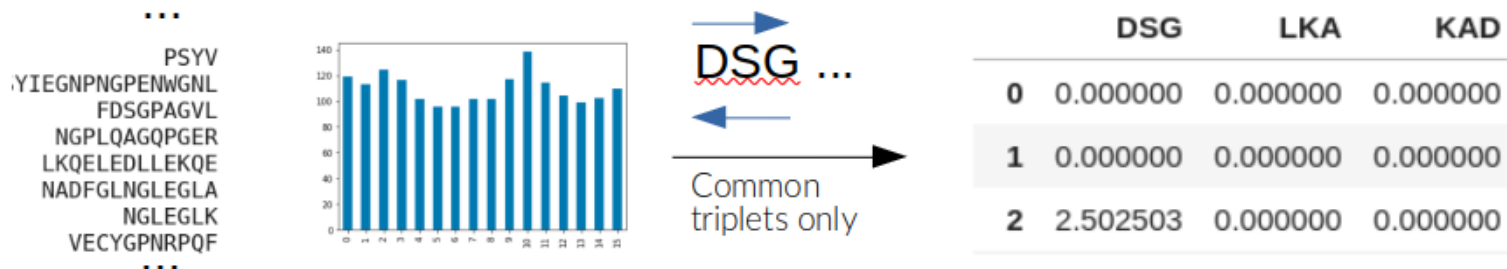 ...
PSYV
YIEGNPNGPENWGNL
FDSGPAGVL
NGPLQAGQPGER
LKQELEDLLEKQE
NADFGLNGLEGLA
NGLEGLK
VECYGPNRPQF
...
140
120
100
80
60
40
20
0
0 1 2 3 4 5 6 7 8 9 10 11 12 13 14 15
DSG ...
Common
triplets only
DSG LKA KAD
0 0.000000 0.000000 0.000000
1 0.000000 0.000000 0.000000
2 2.502503 0.000000 0.000000